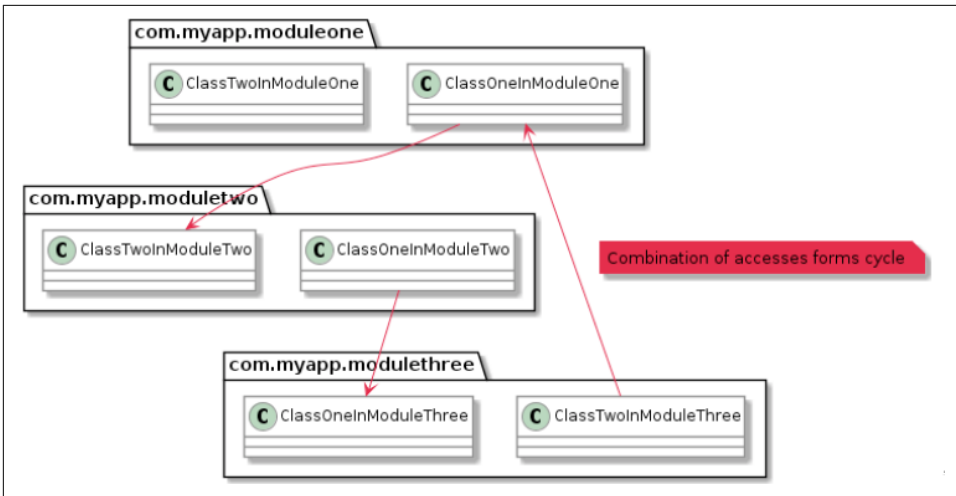 com.myapp.moduleone
C ClassTwoInModuleOne
C ClassOneInModuleOne
com.myapp.moduletwo
C ClassTwoInModuleTwo
C ClassOneInModuleTwo
Combination of accesses forms cycle
com.myapp.modulethree
C ClassOneInModuleThree
C ClassTwoInModuleThree